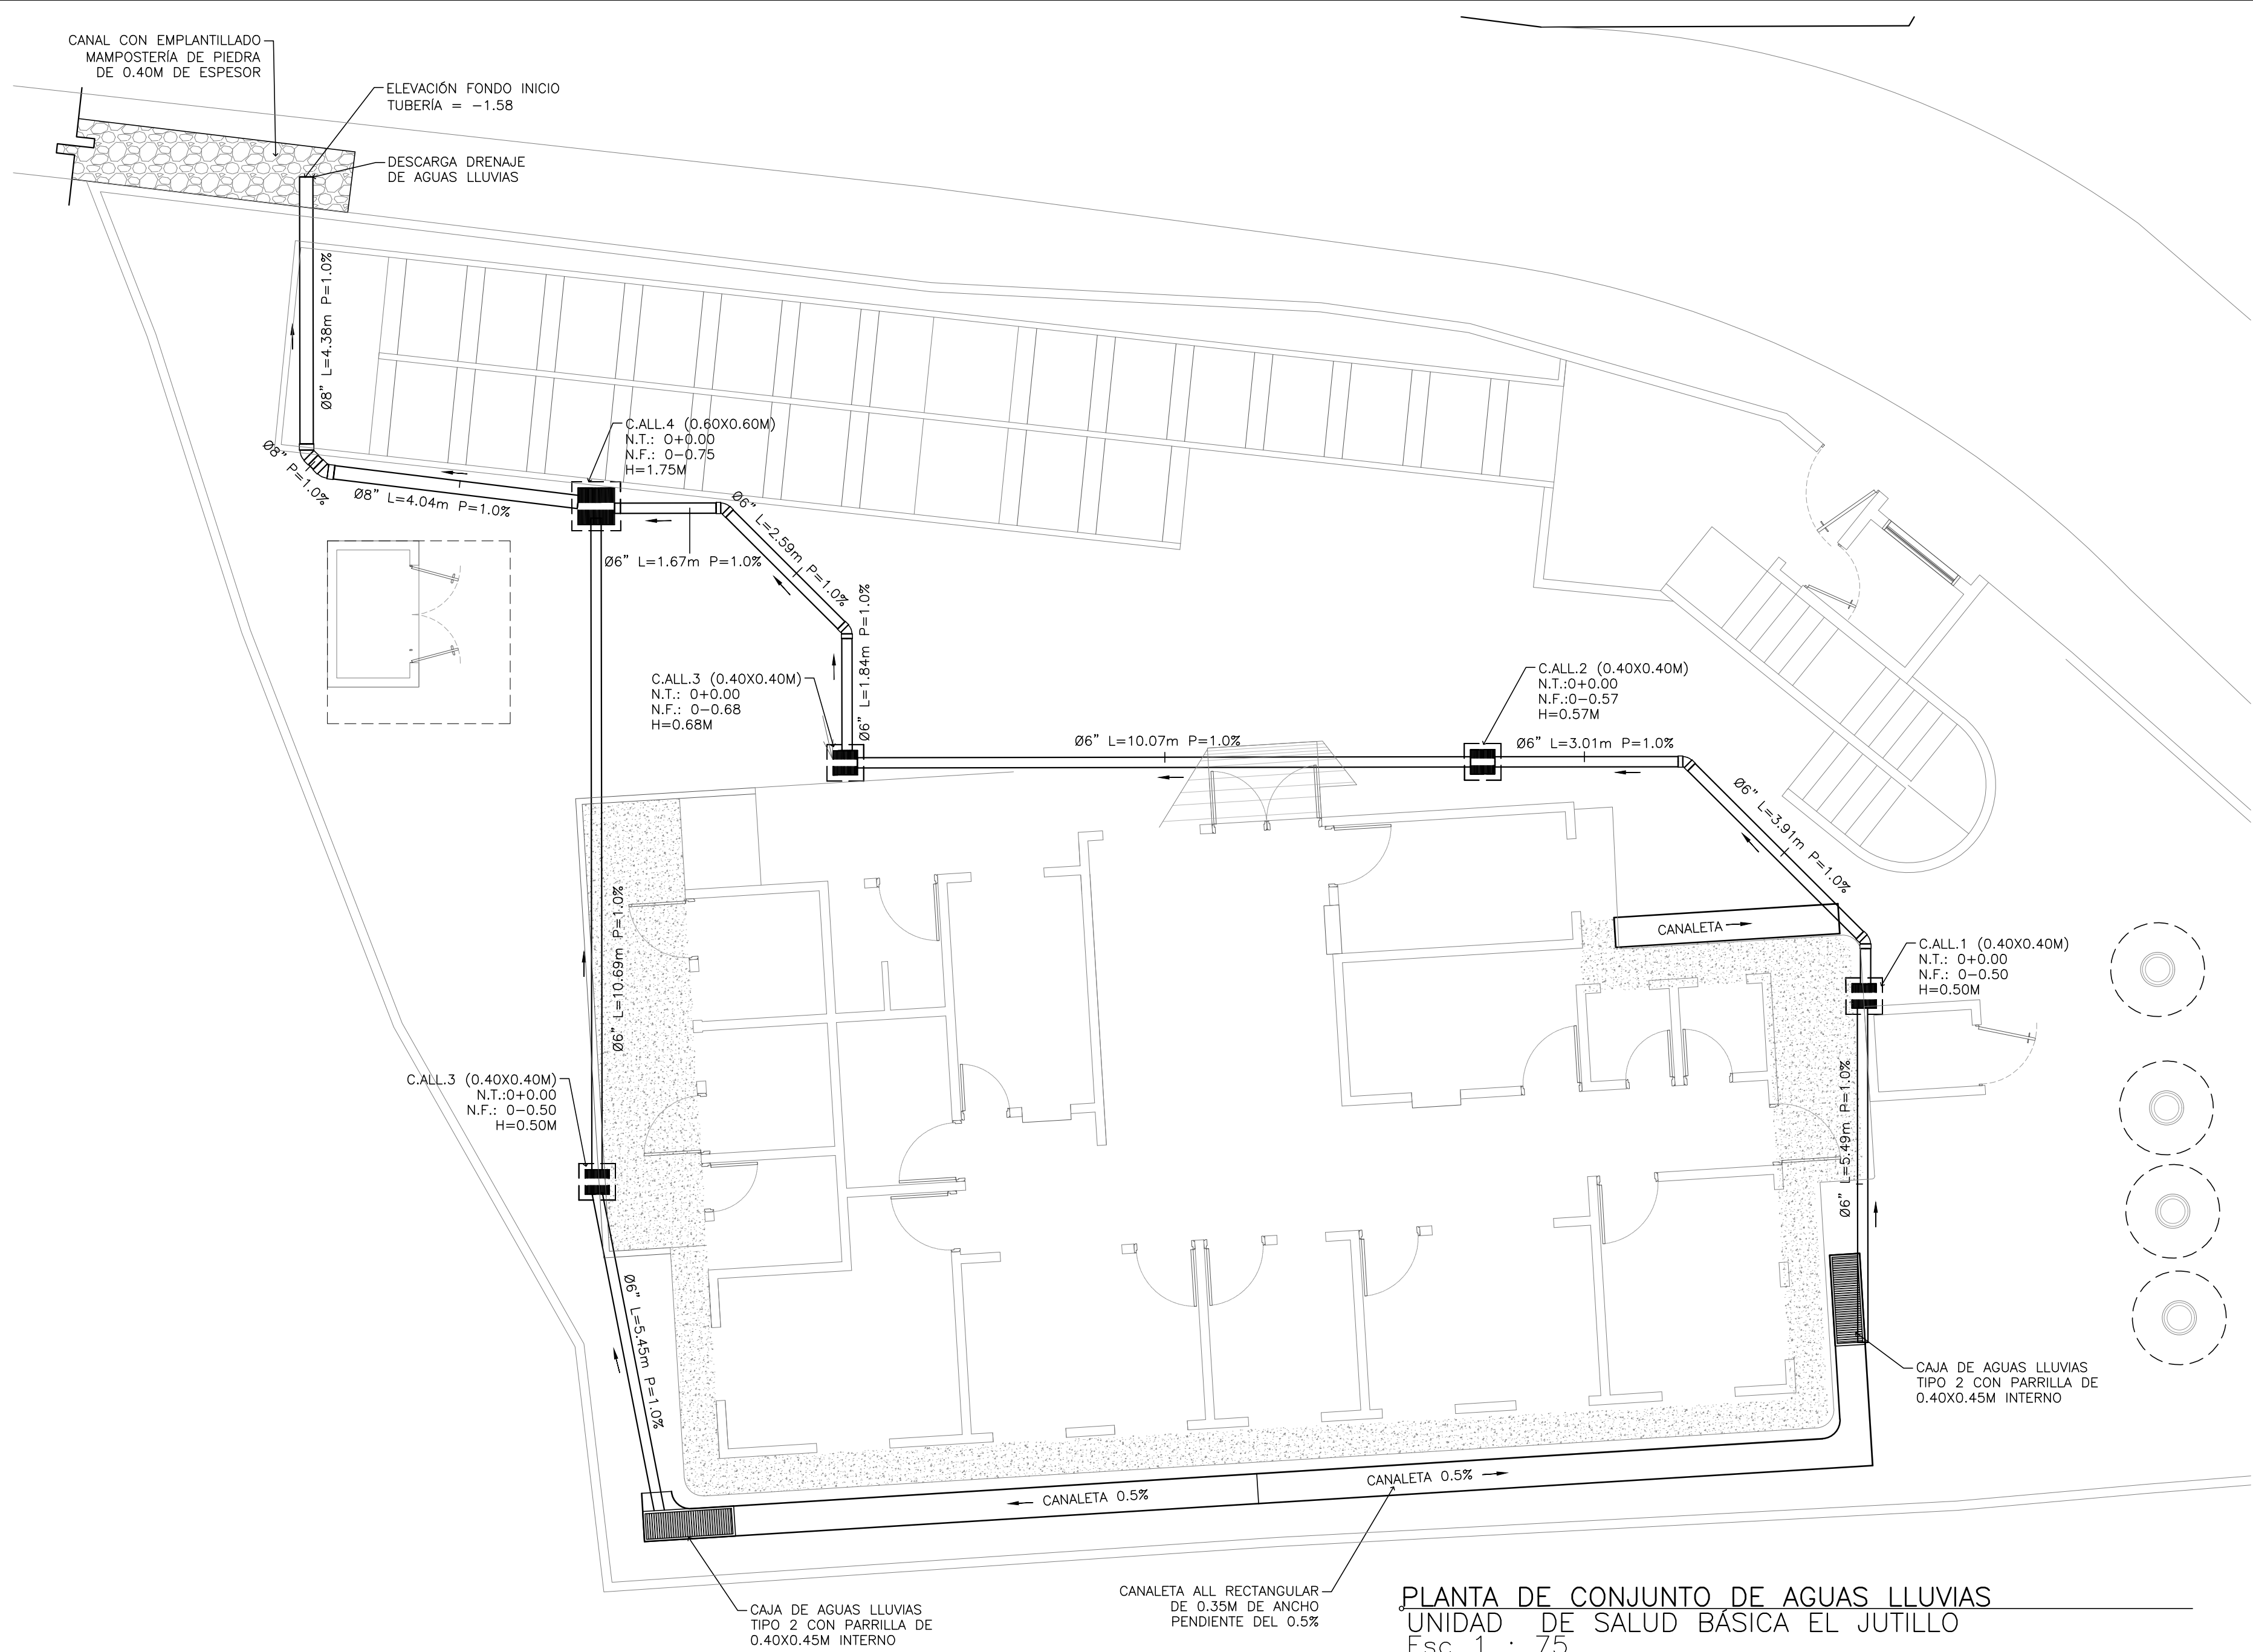 CANAL CON EMPLANTILLADO
MAMPOSTERÍA DE PIEDRA
DE 0.40M DE ESPESOR
ELEVACIÓN FONDO INICIO
TUBERÍA = -1.58
DESCARGA DRENAJE
DE AGUAS LLUVIAS
Ø8" L=4.38m P=1.0%
Ø8" P=1.0%
Ø8" L=4.04m P=1.0%
C.ALL.4 (0.60X0.60M)
N.T.: 0+0.00
N.F.: 0-0.75
H=1.75M
Ø6" L=1.67m P=1.0%
Ø6" L=2.59m P=1.0%
Ø6" L=1.84m P=1.0%
C.ALL.3 (0.40X0.40M)
N.T.: 0+0.00
N.F.: 0-0.68
H=0.68M
Ø6" L=10.07m P=1.0%
C.ALL.2 (0.40X0.40M)
N.T.:0+0.00
N.F.:0-0.57
H=0.57M
Ø6" L=3.01m P=1.0%
Ø6" L=3.91m P=1.0%
CANALETA
C.ALL.1 (0.40X0.40M)
N.T.: 0+0.00
N.F.: 0-0.50
H=0.50M
Ø6" L=10.69m P=1.0%
C.ALL.3 (0.40X0.40M)
N.T.:0+0.00
N.F.: 0-0.50
H=0.50M
Ø6" L=5.49m P=1.0%
Ø6" L=5.45m P=1.0%
CAJA DE AGUAS LLUVIAS
TIPO 2 CON PARRILLA DE
0.40X0.45M INTERNO
CANALETA 0.5%
CANALETA 0.5%
CAJA DE AGUAS LLUVIAS
TIPO 2 CON PARRILLA DE
0.40X0.45M INTERNO
CANALETA ALL RECTANGULAR
DE 0.35M DE ANCHO
PENDIENTE DEL 0.5%
PLANTA DE CONJUNTO DE AGUAS LLUVIAS
UNIDAD DE SALUD BÁSICA EL JUTILLO
Esc 1 : 75